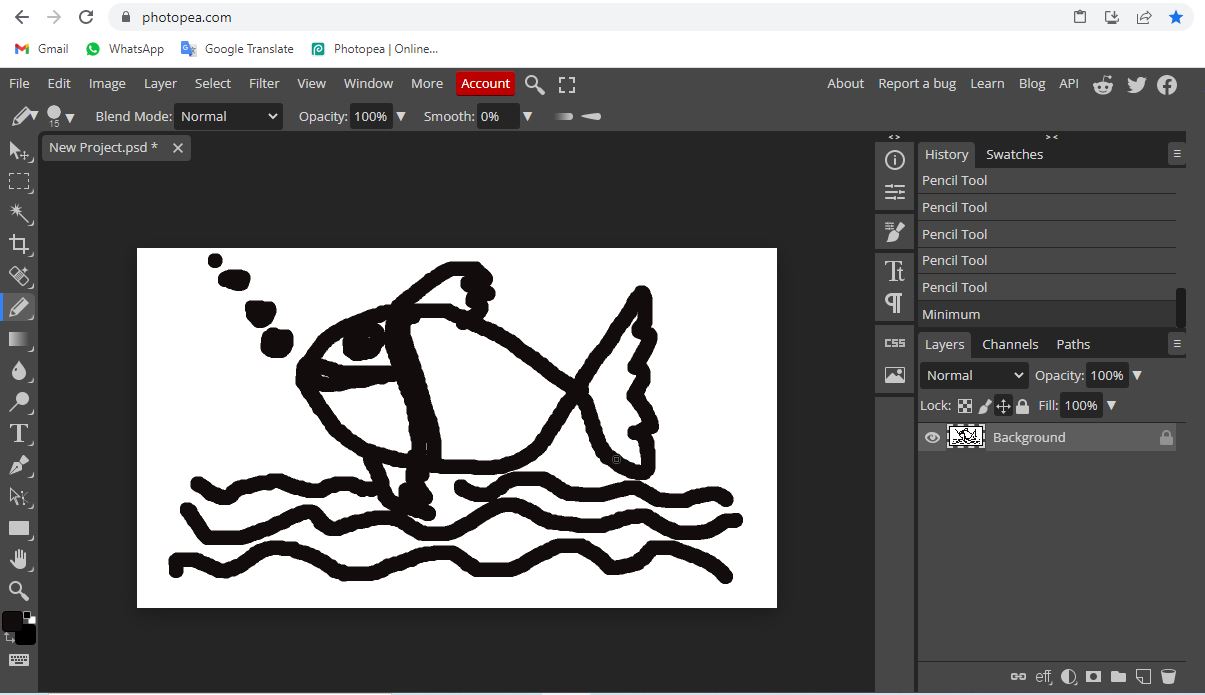 photopea.com
Gmail WhatsApp Google Translate Photopea | Online...
File Edit Image Layer Select Filter View Window More Account About Report a bug Learn Blog API
15 Blend Mode: Normal Opacity: 100% Smooth: 0%
New Project.psd *
History Swatches
Pencil Tool
Pencil Tool
Pencil Tool
Pencil Tool
Pencil Tool
Minimum
CSS
Layers Channels Paths
Normal Opacity: 100%
Lock: Fill: 100%
Background
eff